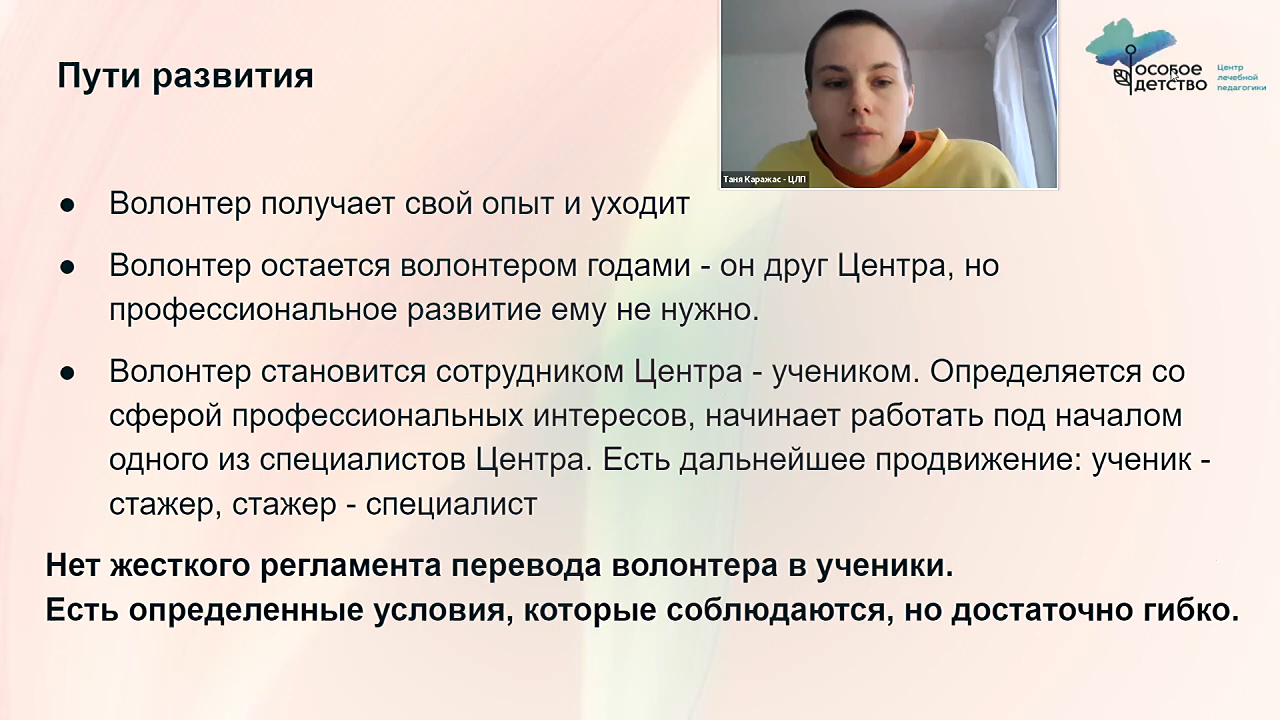 Пути развития
Таня Каражас - ЦЛП
особое
детство
Центр
лечебной
педагогики
● Волонтер получает свой опыт и уходит
● Волонтер остается волонтером годами - он друг Центра, но
профессиональное развитие ему не нужно.
● Волонтер становится сотрудником Центра - учеником. Определяется со
сферой профессиональных интересов, начинает работать под началом
одного из специалистов Центра. Есть дальнейшее продвижение: ученик -
стажер, стажер - специалист
Нет жесткого регламента перевода волонтера в ученики.
Есть определенные условия, которые соблюдаются, но достаточно гибко.